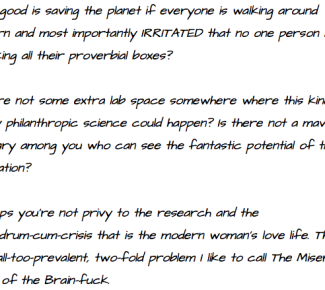 good is saving the planet if everyone is walking around
rn and most importantly IRRITATED that no one person
ing all their proverbial boxes?
re not some extra lab space somewhere where this kin
philanthropic science could happen? Is there not a mav
ary among you who can see the fantastic potential of t
ation?
ps you're not privy to the research and the
drum-cum-crisis that is the modern woman's love life. T
all-too-prevalent, two-fold problem I like to call The Miser
of the Brain-fuck.